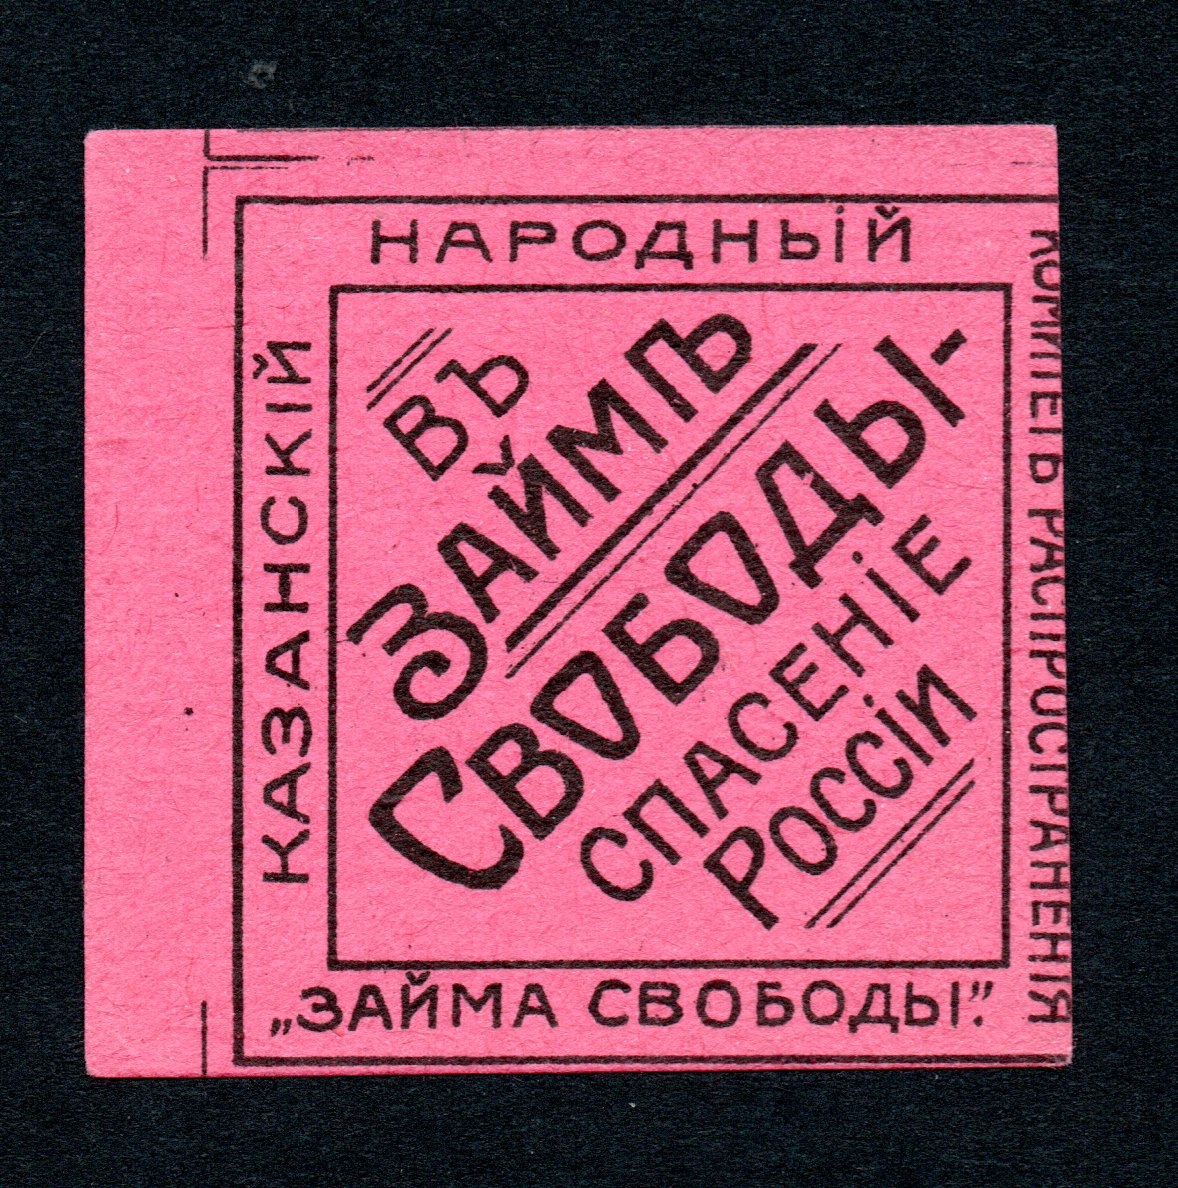 КАЗАНСКІЙ
НАРОДНЫЙ
КОМИТЕТЪ РАСПРОСТРАНЕНІЯ
„ЗАЙМА СВОБОДЫ”.
ВЪ
ЗАЙМѢ
СВОБОДЫ-
СПАСЕНІЕ
РОССІИ